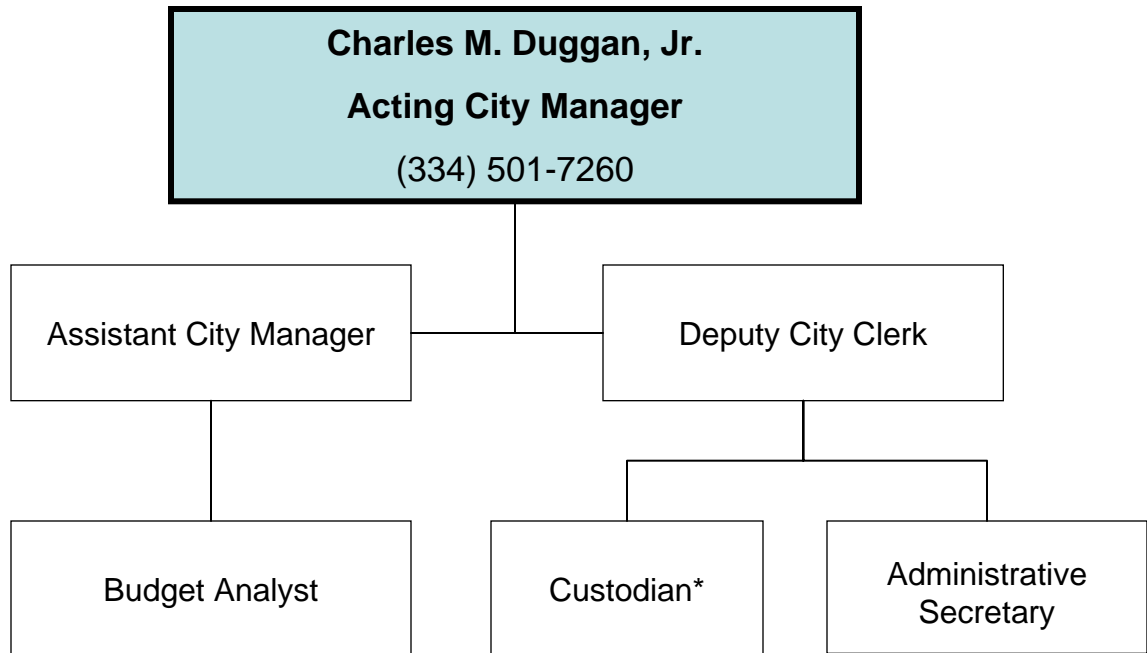 Charles M. Duggan, Jr.
Acting City Manager
(334) 501-7260
Assistant City Manager
Deputy City Clerk
Budget Analyst
Custodian*
Administrative
Secretary